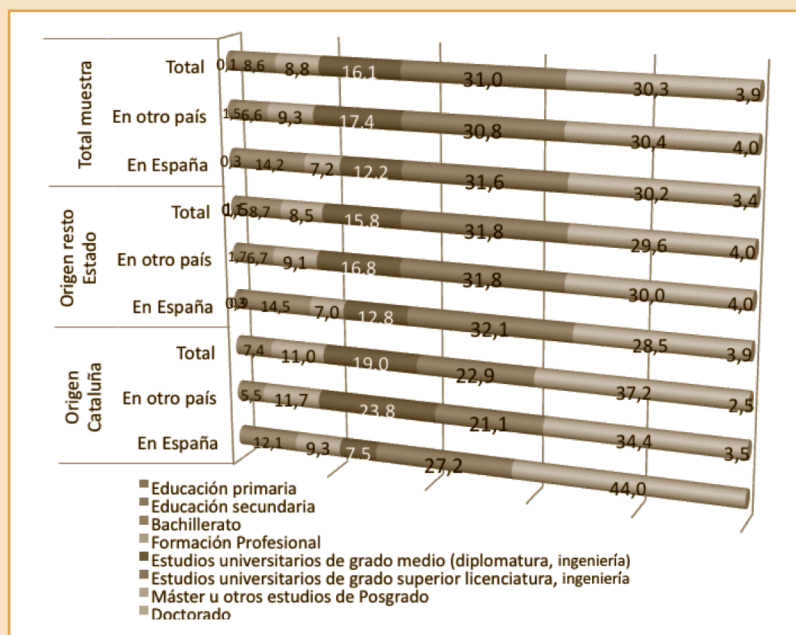 Total muestra
Total
0,1 8,6 8,8 16,1 31,0 30,3 3,9
En otro país
1,5 6,6 9,3 17,4 30,8 30,4 4,0
En España
0,3 14,2 7,2 12,2 31,6 30,2 3,4
Origen resto
Estado
Total
8,7 8,5 15,8 31,8 29,6 4,0
En otro país
1,7 6,7 9,1 16,8 31,8 30,0 4,0
En España
14,5 7,0 12,8 32,1 28,5 3,9
Origen
Cataluña
Total
7,4 11,0 19,0 22,9 37,2 2,5
En otro país
5,5 11,7 23,8 21,1 34,4 3,5
En España
12,1 9,3 7,5 27,2 44,0
Educación primaria
Educación secundaria
Bachillerato
Formación Profesional
Estudios universitarios de grado medio (diplomatura, ingeniería)
Estudios universitarios de grado superior licenciatura, ingeniería
Máster u otros estudios de Posgrado
Doctorado